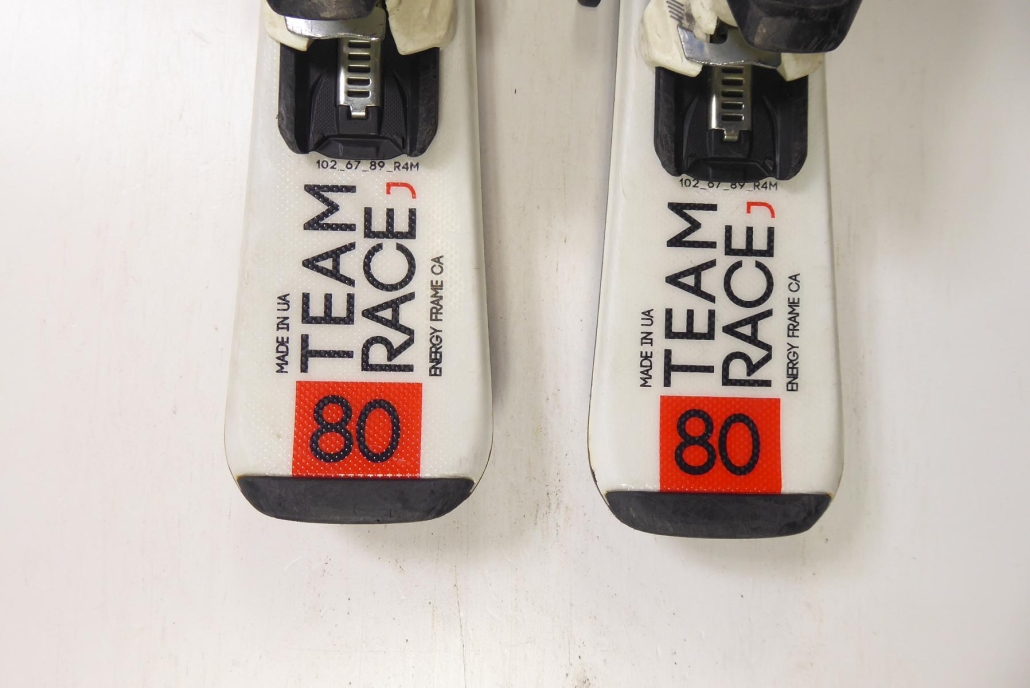 102_67_89_R4M
MADE IN UA
TEAM
RACE J
ENERGY FRAME CA
80
102_67_89_R4M
MADE IN UA
TEAM
RACE J
ENERGY FRAME CA
80